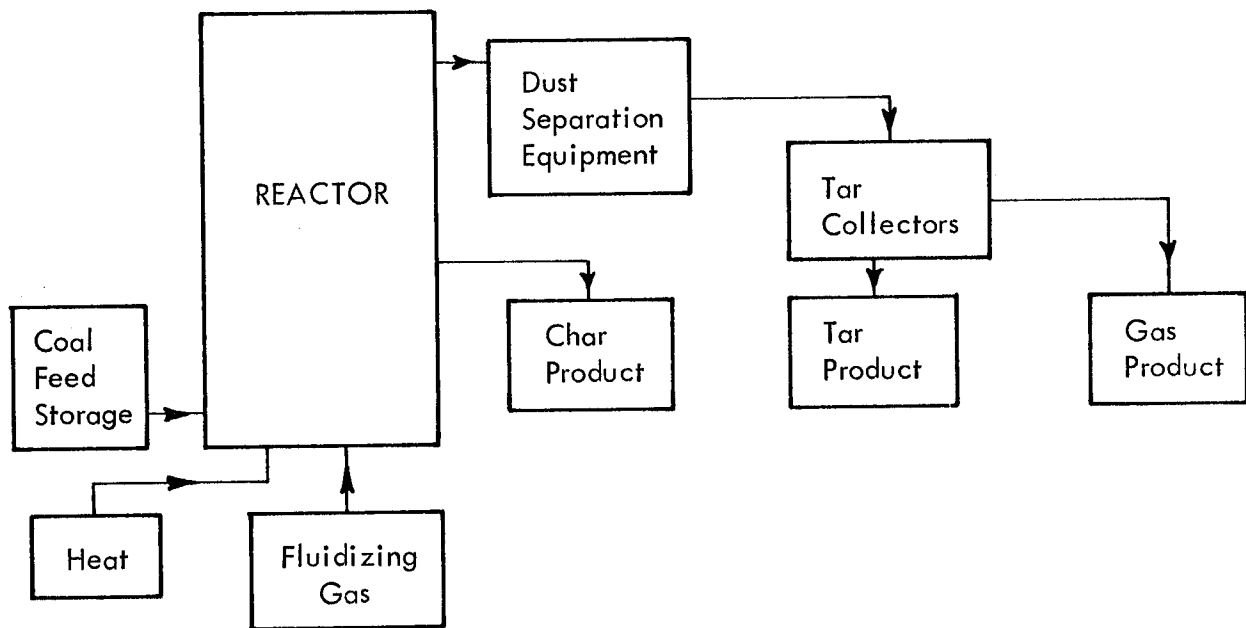 REACTOR
Dust
Separation
Equipment
Tar
Collectors
Coal
Feed
Storage
Char
Product
Tar
Product
Gas
Product
Heat
Fluidizing
Gas